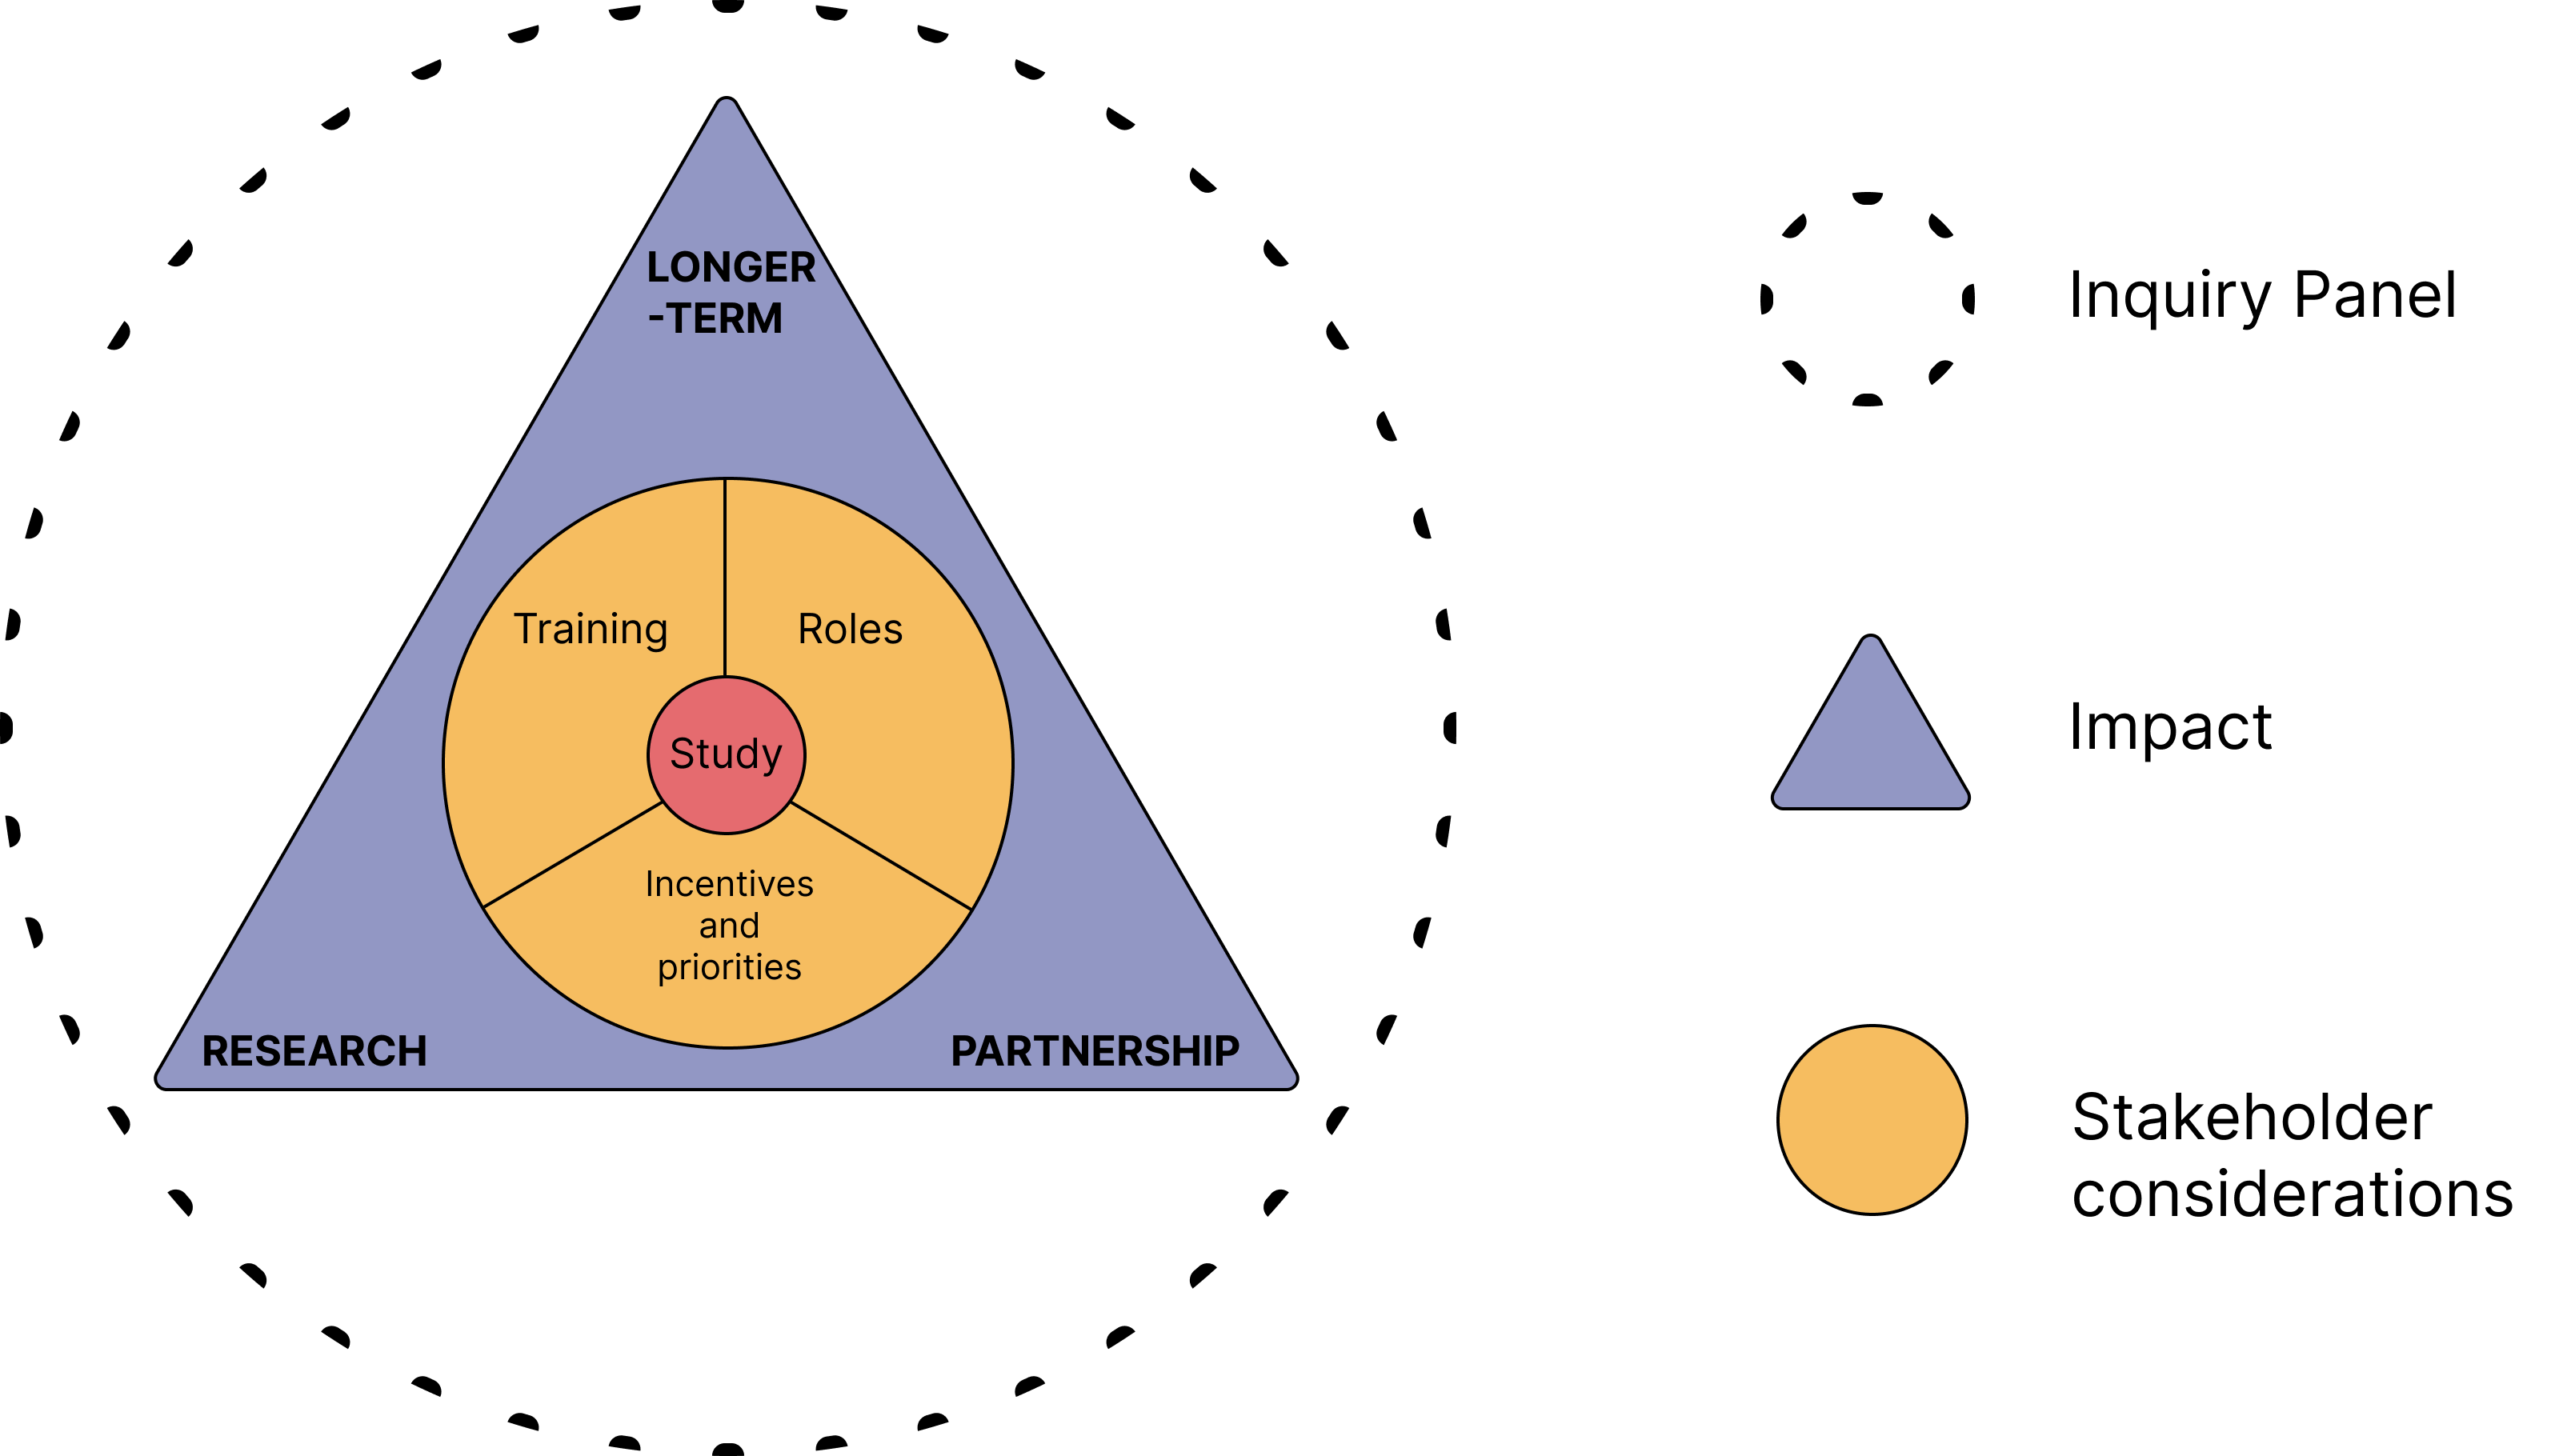 LONGER
-TERM
Training
Roles
Study
Incentives
and
priorities
RESEARCH
PARTNERSHIP
Inquiry Panel
Impact
Stakeholder
considerations